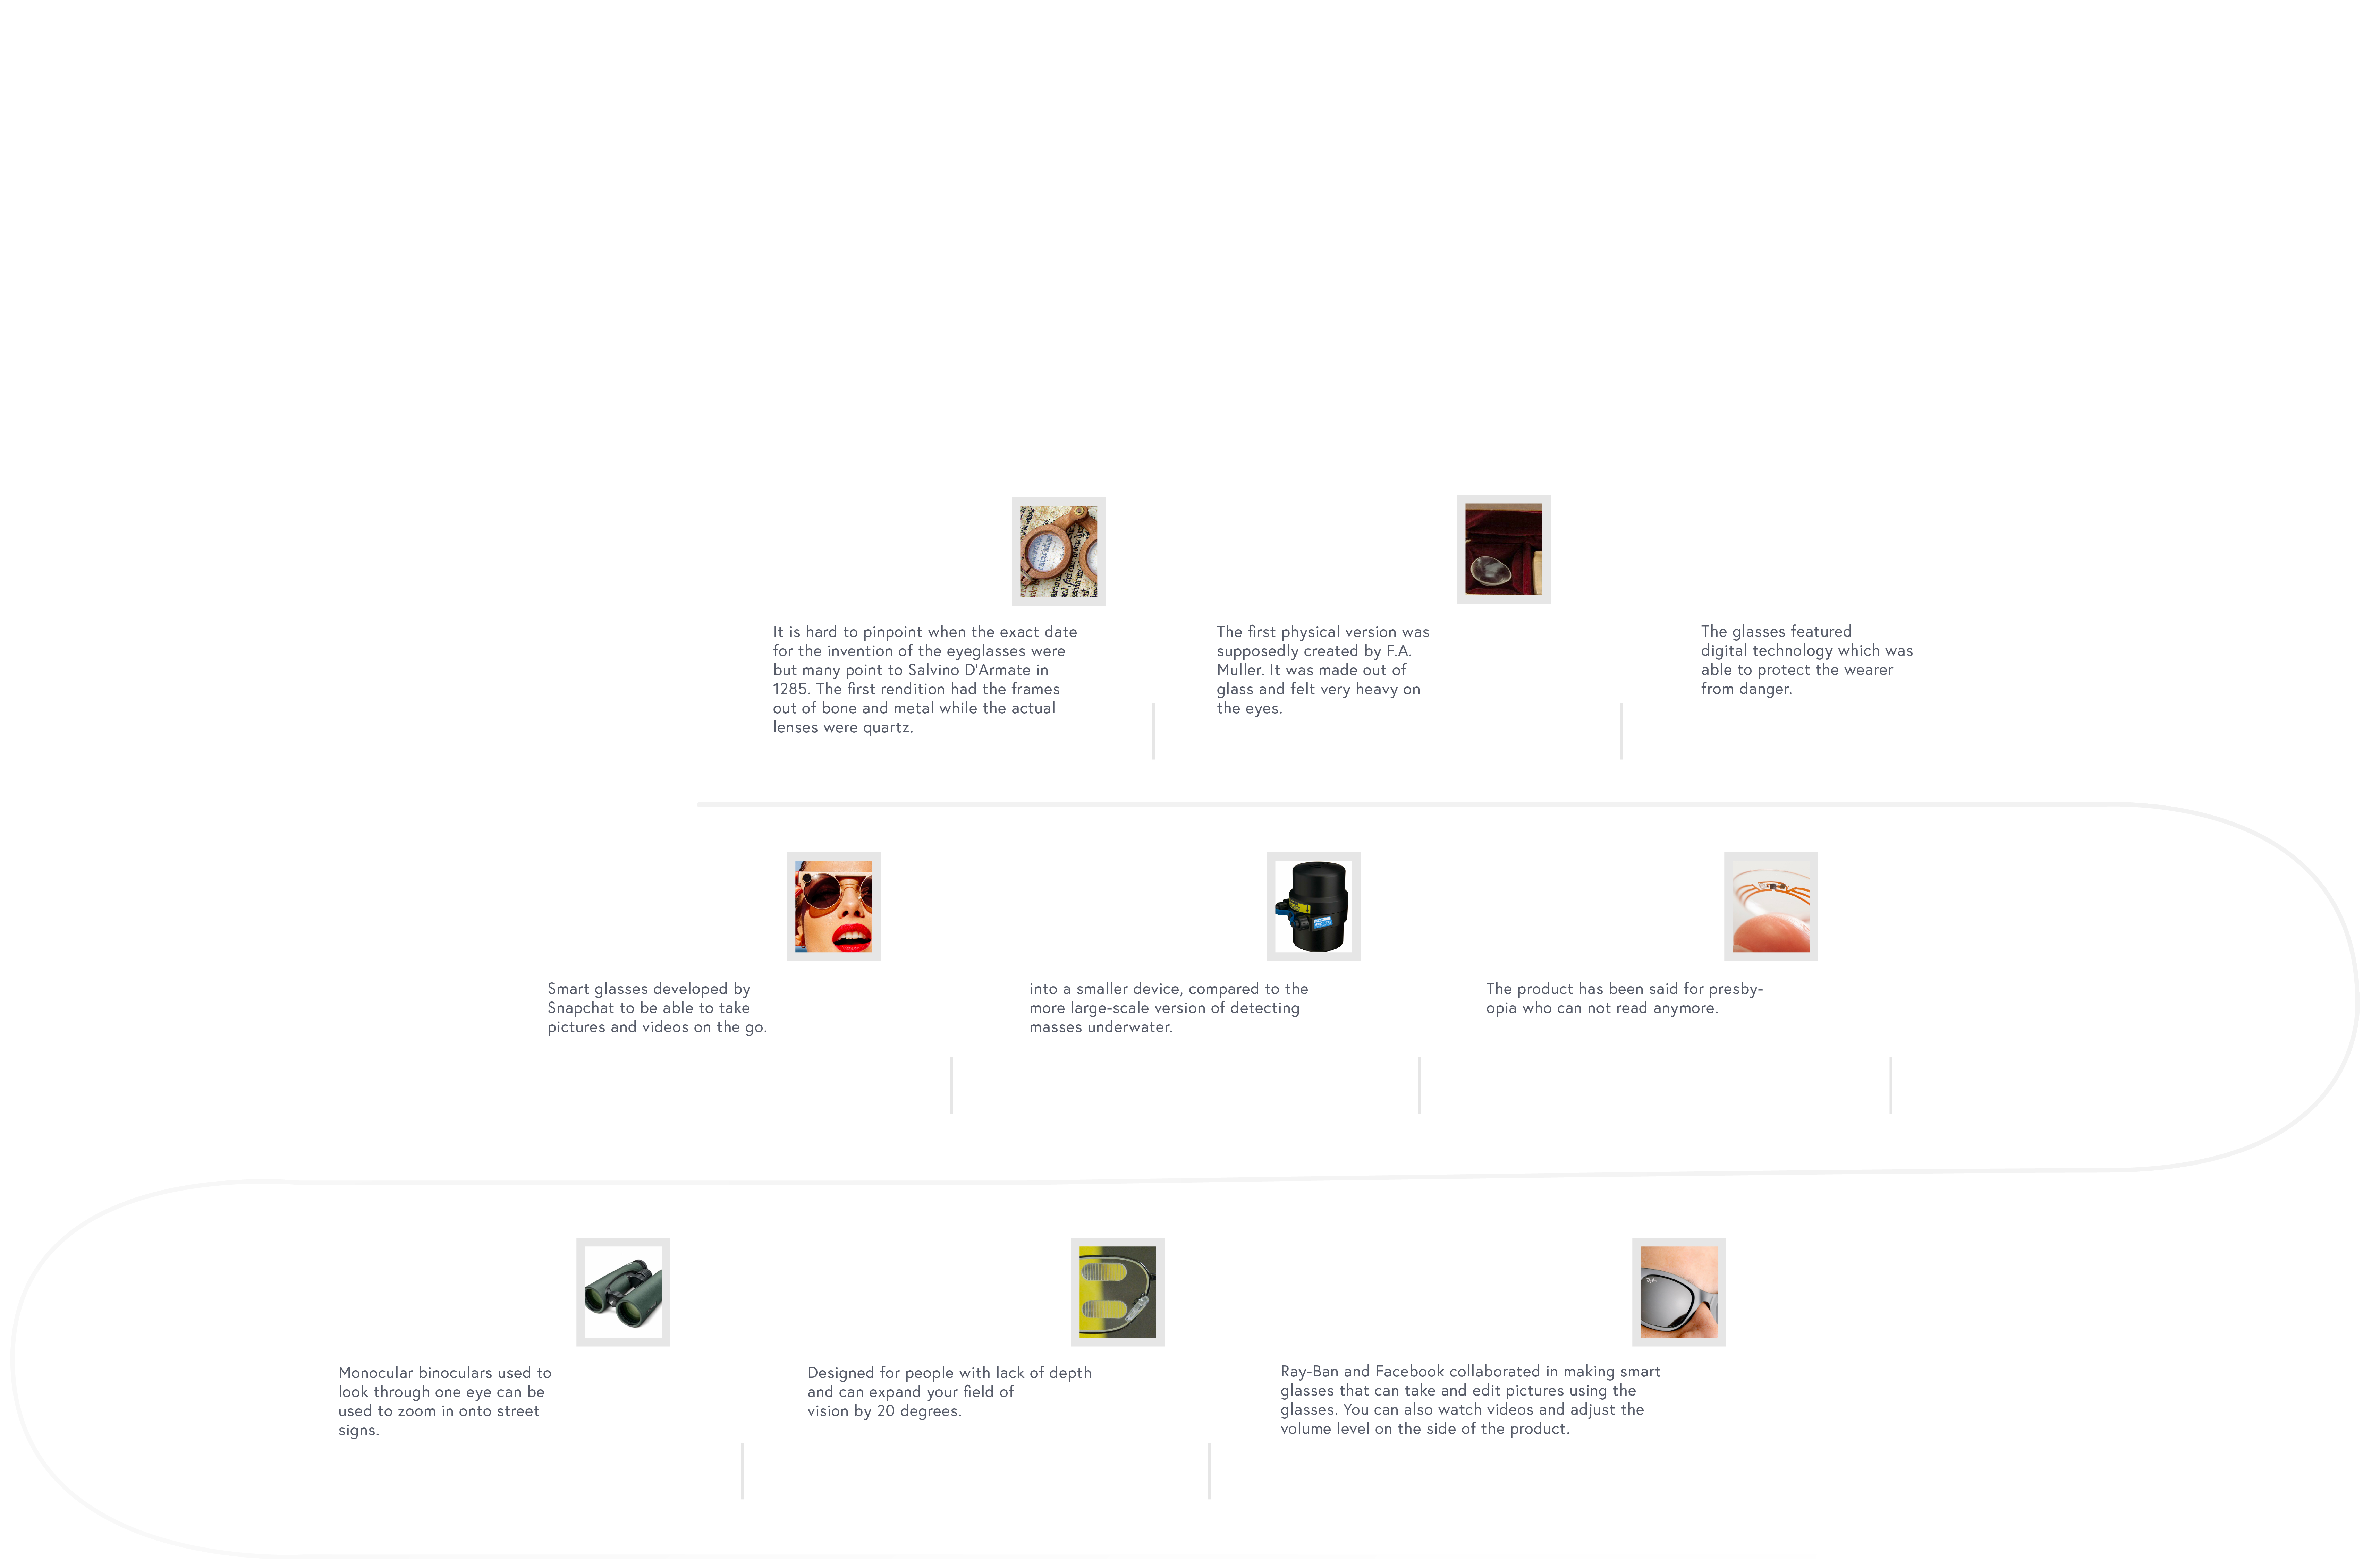 It is hard to pinpoint when the exact date
for the invention of the eyeglasses were
but many point to Salvino D'Armate in
1285. The first rendition had the frames
out of bone and metal while the actual
lenses were quartz.
The first physical version was
supposedly created by F.A.
Muller. It was made out of
glass and felt very heavy on
the eyes.
The glasses featured
digital technology which was
able to protect the wearer
from danger.
Smart glasses developed by
Snapchat to be able to take
pictures and videos on the go.
into a smaller device, compared to the
more large-scale version of detecting
masses underwater.
The product has been said for presby-
opia who can not read anymore.
Monocular binoculars used to
look through one eye can be
used to zoom in onto street
signs.
Designed for people with lack of depth
and can expand your field of
vision by 20 degrees.
Ray-Ban and Facebook collaborated in making smart
glasses that can take and edit pictures using the
glasses. You can also watch videos and adjust the
volume level on the side of the product.